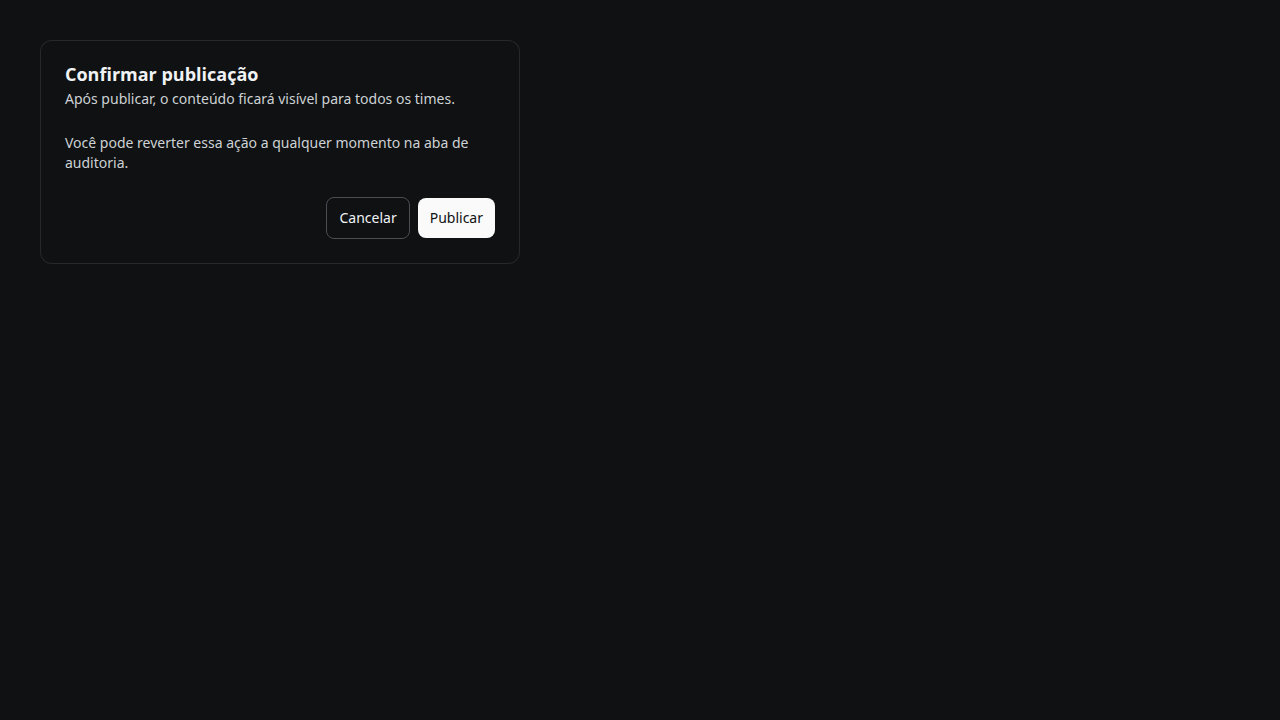 Confirmar publicação
Após publicar, o conteúdo ficará visível para todos os times.
Você pode reverter essa ação a qualquer momento na aba de
auditoria.
Cancelar
Publicar